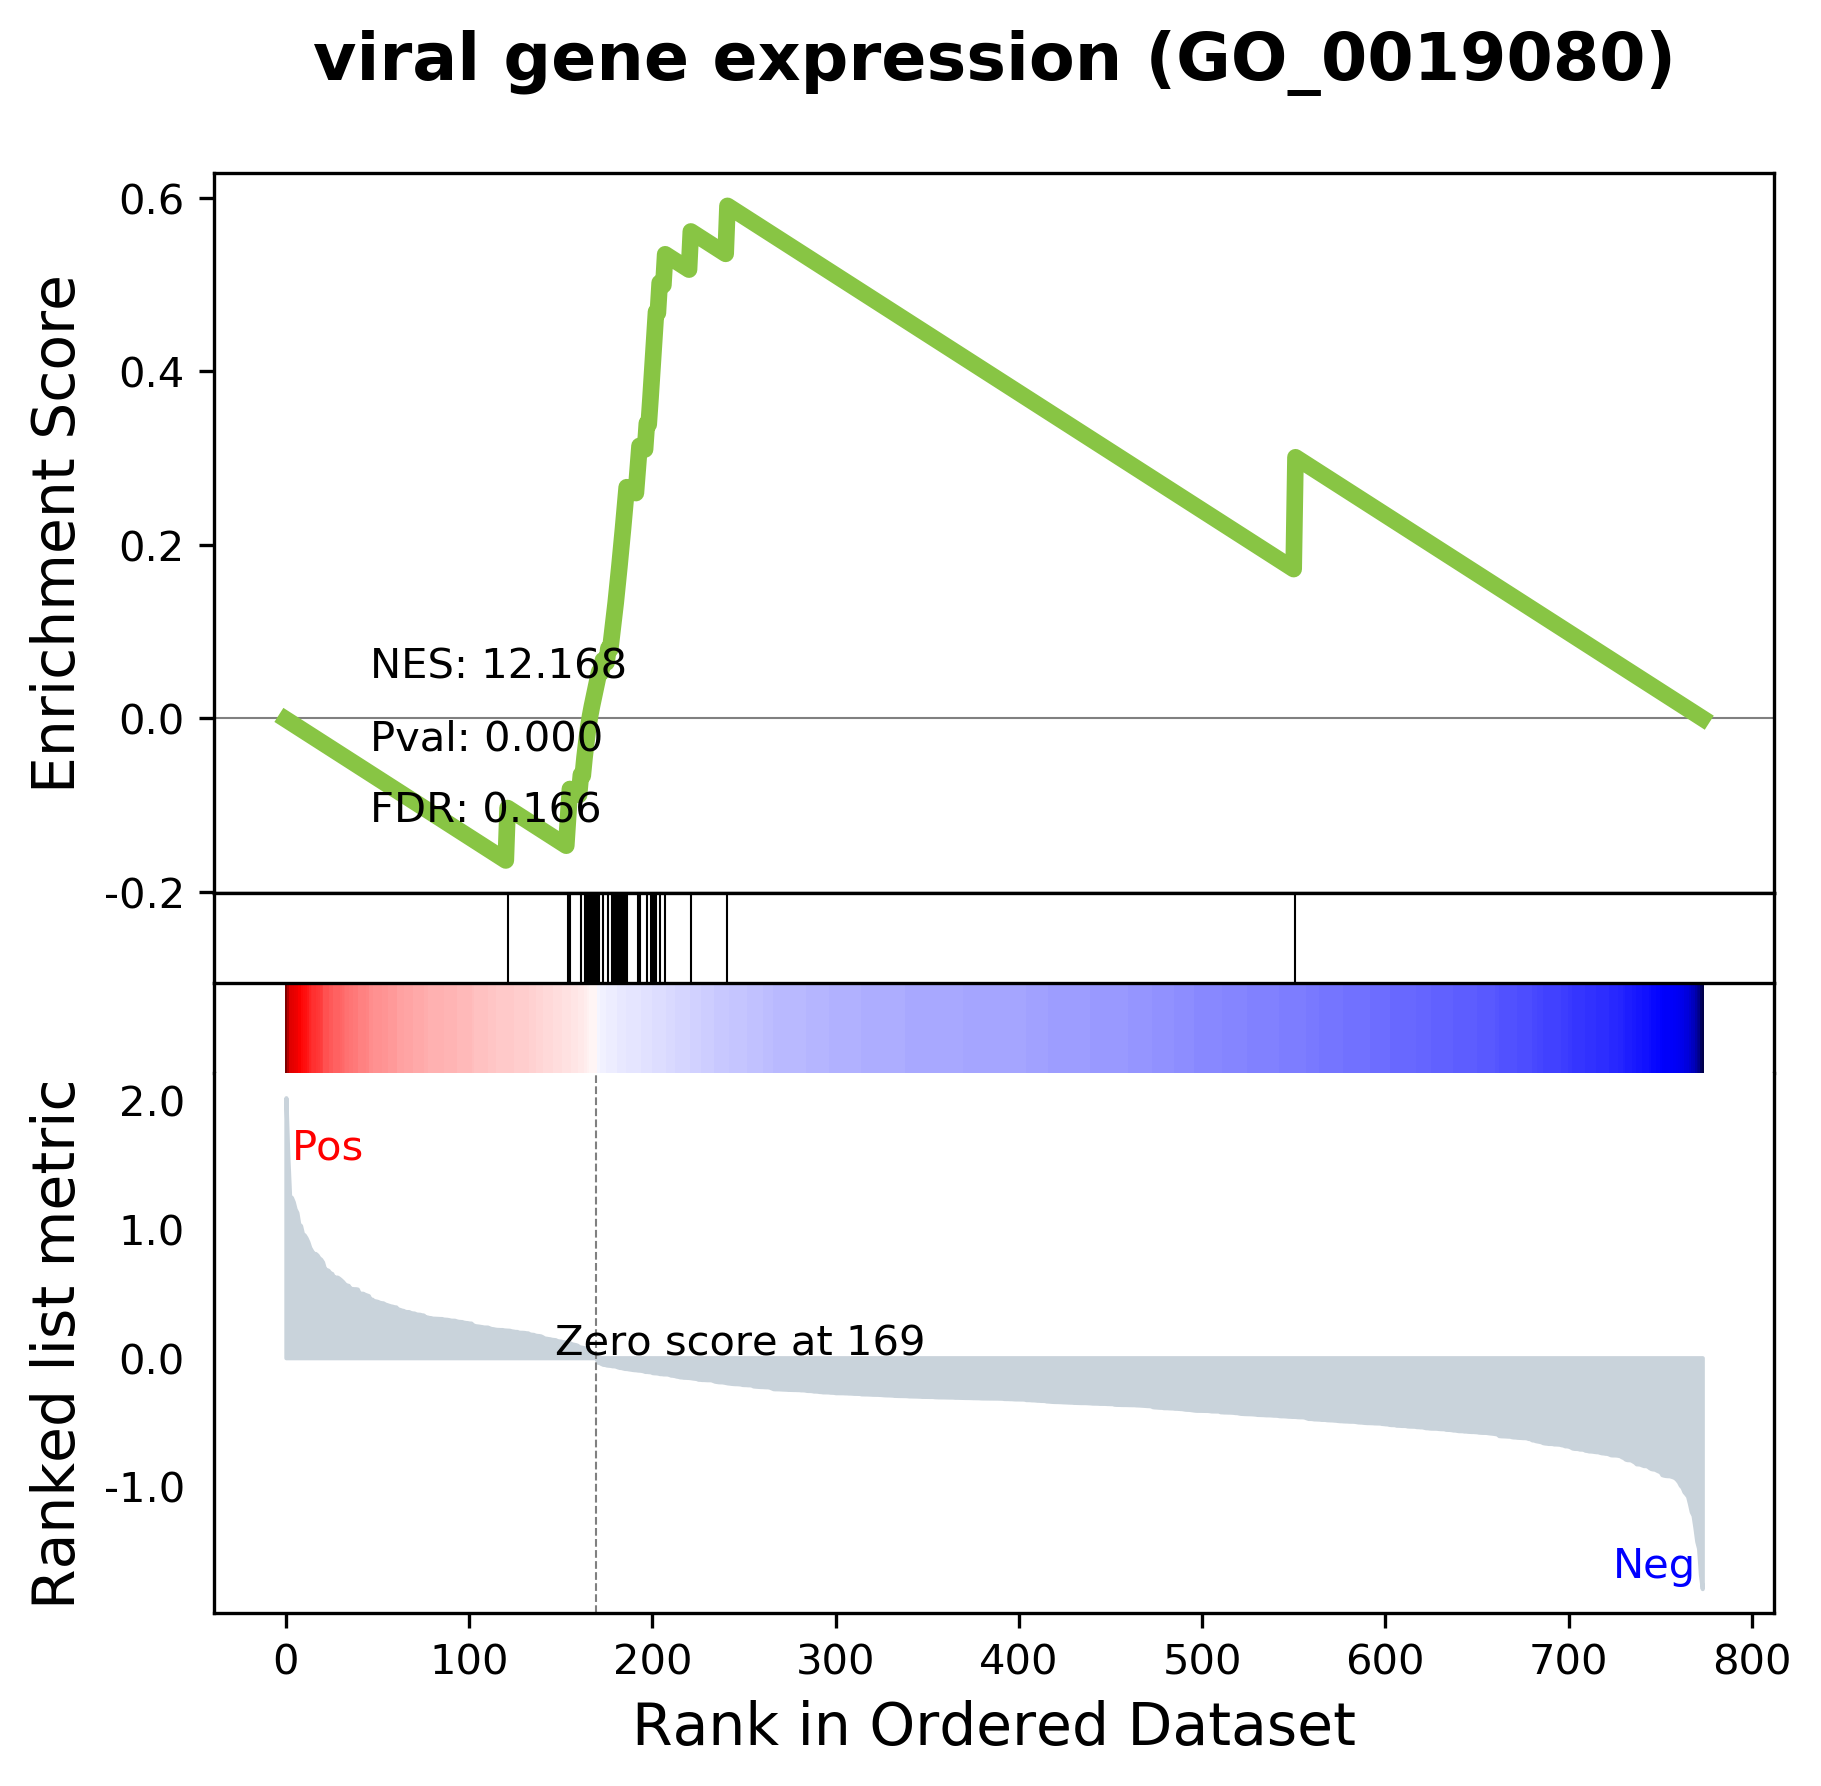 viral gene expression (GO_0019080)
Enrichment Score
0.6
0.4
0.2
0.0
-0.2
NES: 12.168
Pval: 0.000
FDR: 0.166
Ranked list metric
2.0
1.0
0.0
-1.0
Pos
Zero score at 169
Neg
0 100 200 300 400 500 600 700 800
Rank in Ordered Dataset